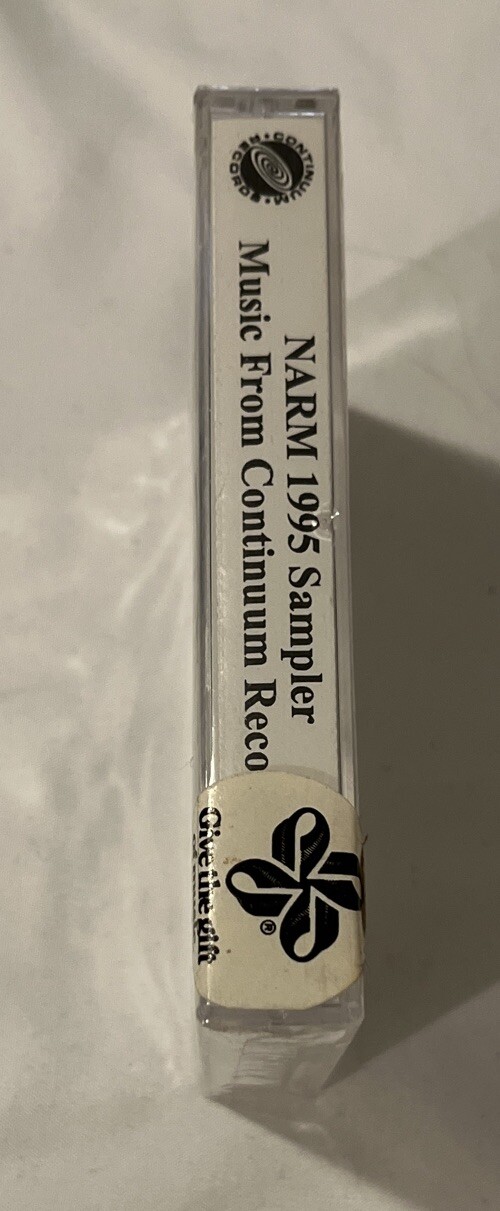 CONTINUUM • RECORDS •
NARM 1995 Sampler
Music From Continuum Reco
®
Give the gift